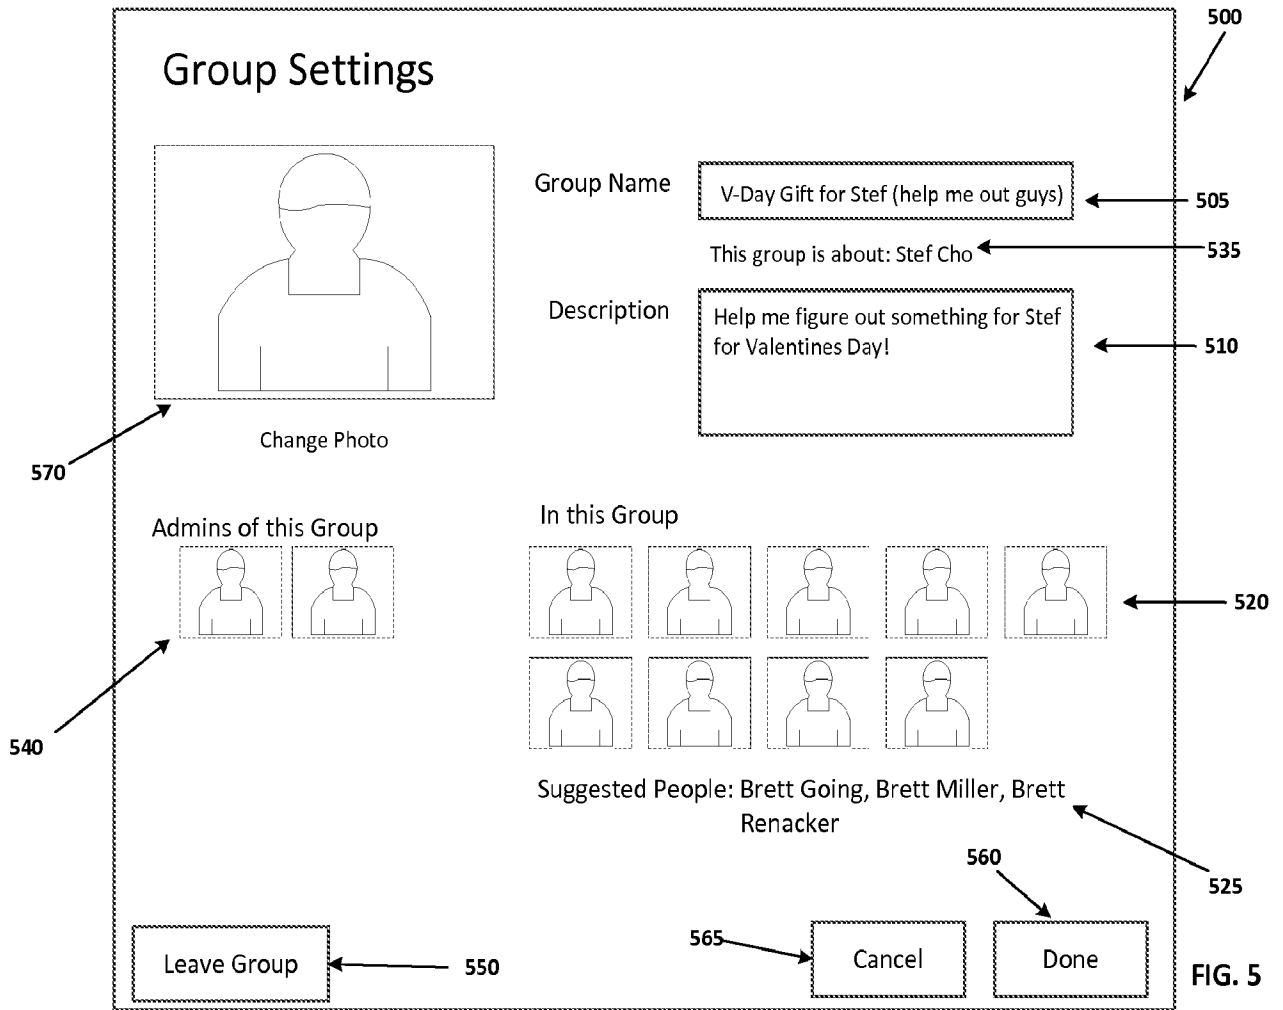 500
Group Settings
Group Name
V-Day Gift for Stef (help me out guys)
505
This group is about: Stef Cho
535
Description
Help me figure out something for Stef
for Valentines Day!
510
Change Photo
570
Admins of this Group
In this Group
520
540
Suggested People: Brett Going, Brett Miller, Brett
Renacker
525
560
565
Leave Group
550
Cancel
Done
FIG. 5